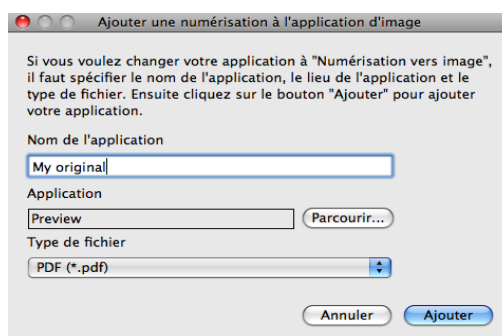 Ajouter une numérisation à l'application d'image
Si vous voulez changer votre application à "Numérisation vers image",
il faut spécifier le nom de l'application, le lieu de l'application et le
type de fichier. Ensuite cliquez sur le bouton "Ajouter" pour ajouter
votre application.
Nom de l'application
My original
Application
Preview
Parcourir...
Type de fichier
PDF (*.pdf)
Annuler
Ajouter